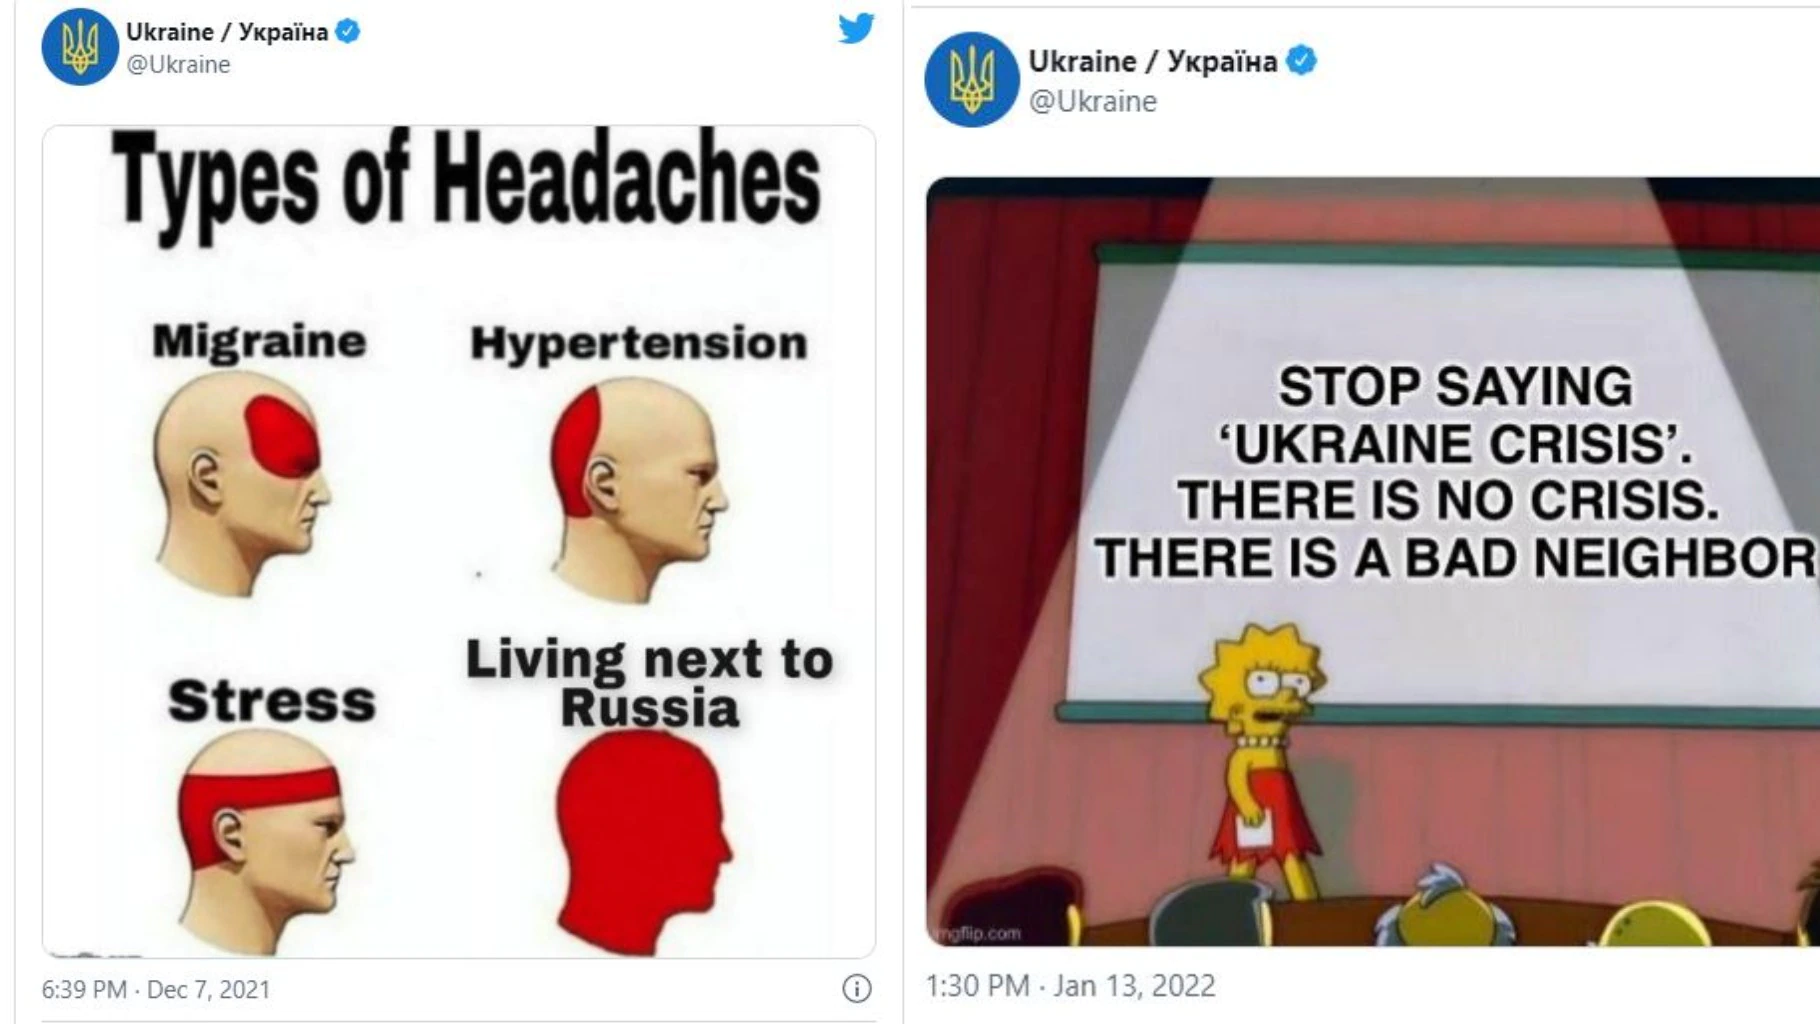 Ukraine / Україна
@Ukraine
Types of Headaches
Migraine
Hypertension
Stress
Living next to
Russia
6:39 PM · Dec 7, 2021
Ukraine / Україна
@Ukraine
STOP SAYING
‘UKRAINE CRISIS’.
THERE IS NO CRISIS.
THERE IS A BAD NEIGHBOR
imgflip.com
1:30 PM · Jan 13, 2022